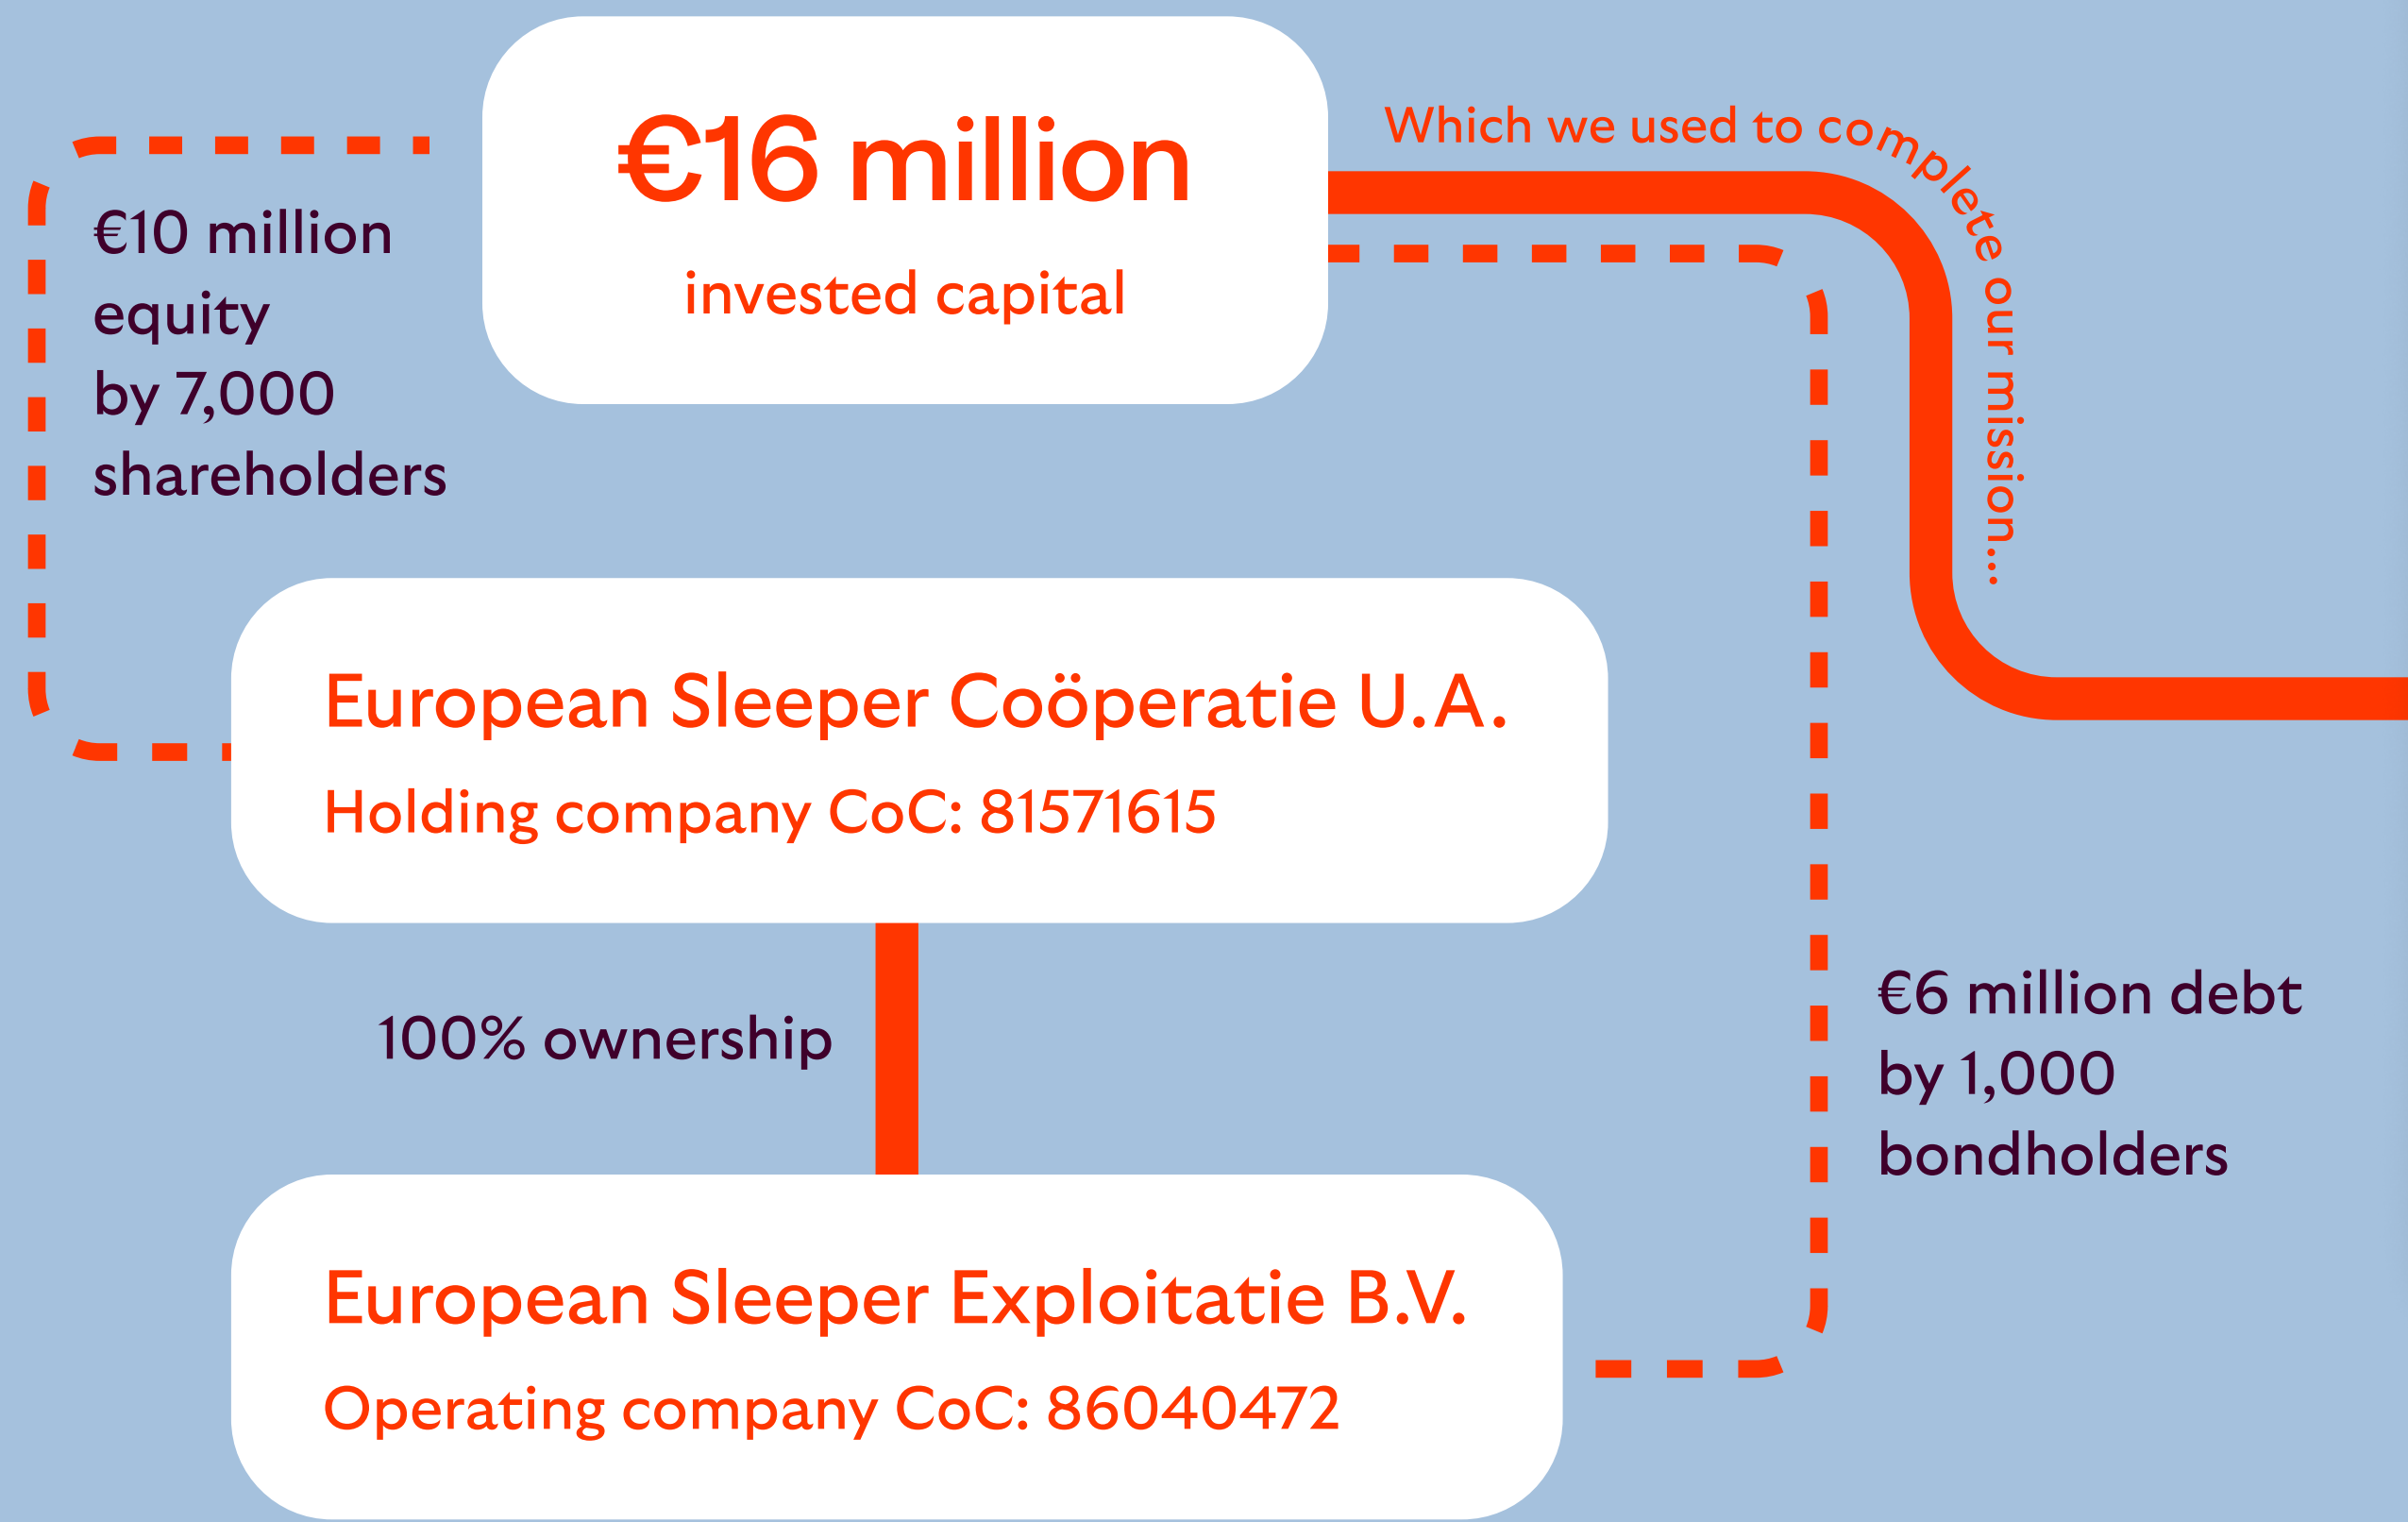 €16 million
invested capital
Which we used to complete our mission...
€10 million
equity
by 7,000
shareholders
European Sleeper Coöperatie U.A.
Holding company CoC: 81571615
100% ownership
€6 million debt
by 1,000
bondholders
European Sleeper Exploitatie B.V.
Operating company CoC: 86040472